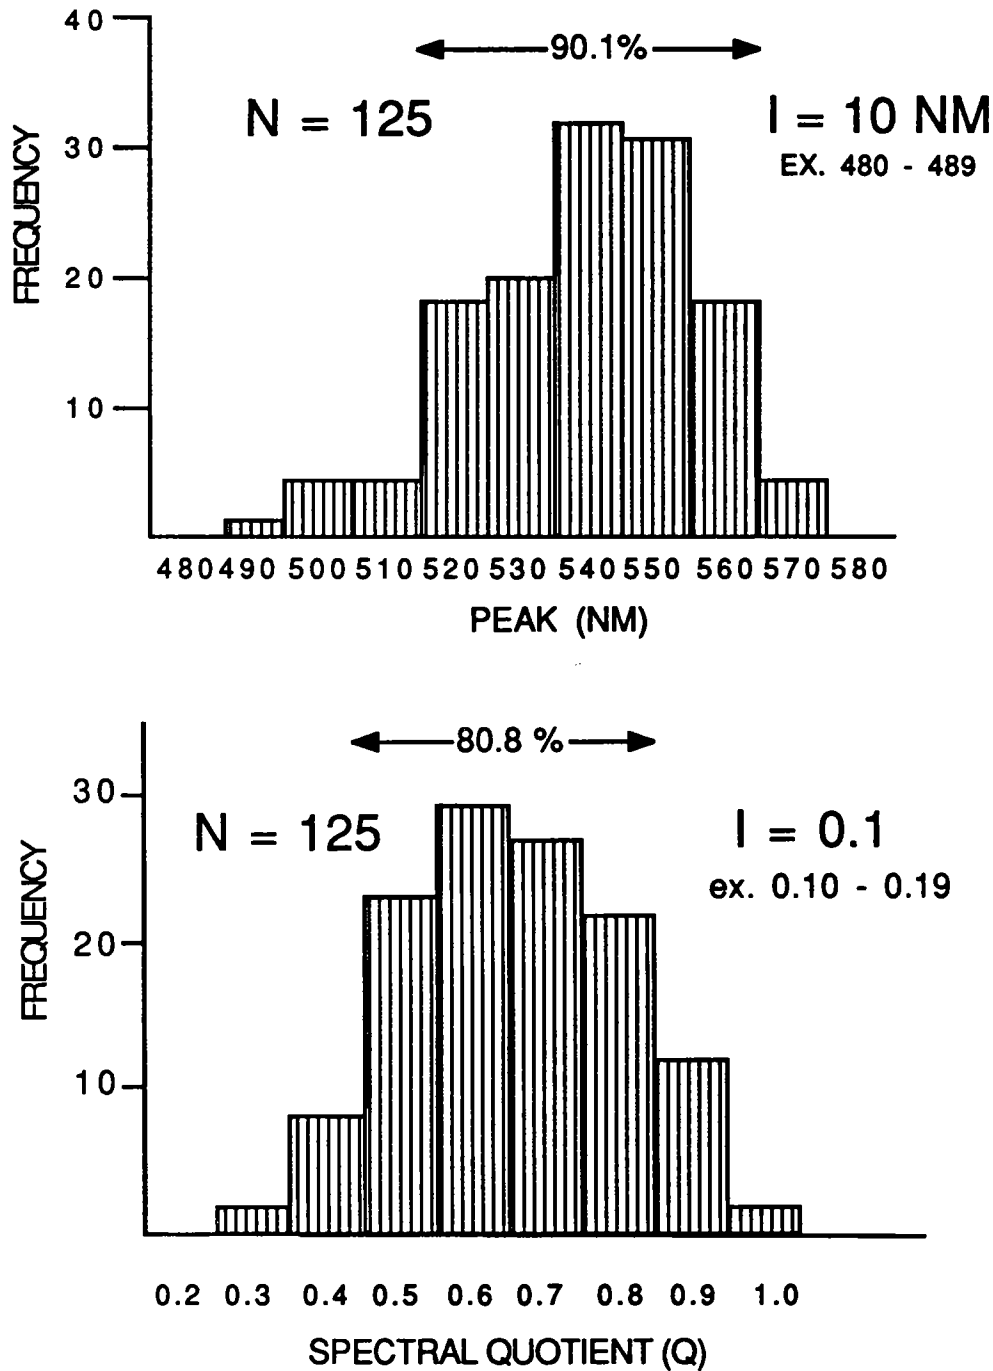 40
90.1%
N = 125
I = 10 NM
EX. 480 - 489
30
20
10
FREQUENCY
480 490 500 510 520 530 540 550 560 570 580
PEAK (NM)
80.8 %
30
N = 125
I = 0.1
ex. 0.10 - 0.19
20
10
FREQUENCY
0.2 0.3 0.4 0.5 0.6 0.7 0.8 0.9 1.0
SPECTRAL QUOTIENT (Q)